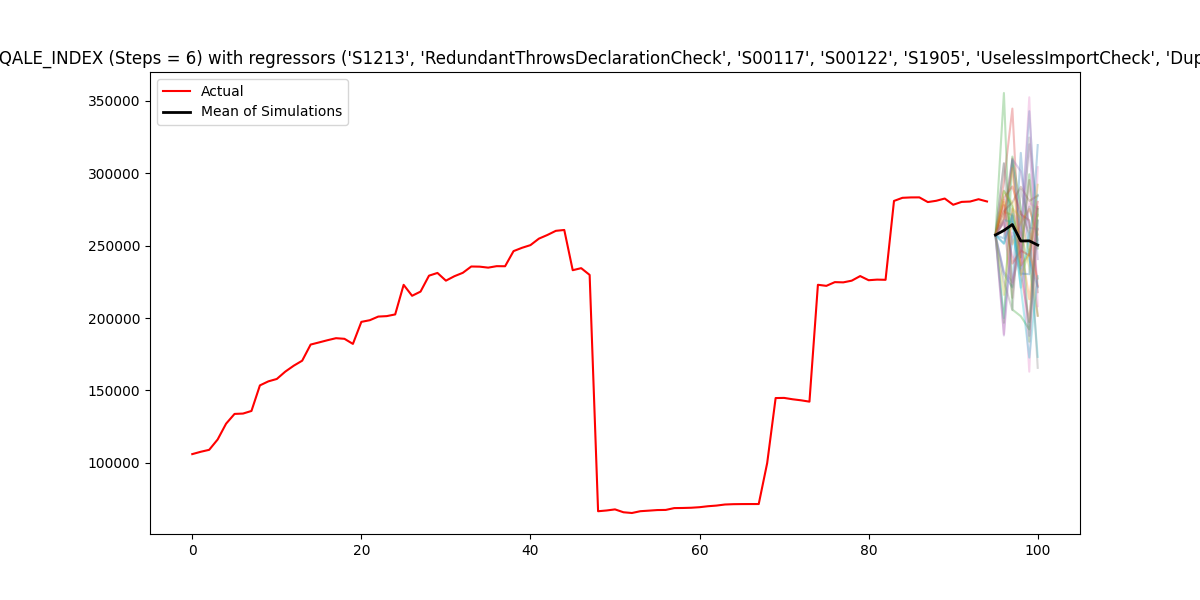 QALE_INDEX (Steps = 6) with regressors ('S1213', 'RedundantThrowsDeclarationCheck', 'S00117', 'S00122', 'S1905', 'UselessImportCheck', 'Dup
Actual
Mean of Simulations
350000
300000
250000
200000
150000
100000
0 20 40 60 80 100